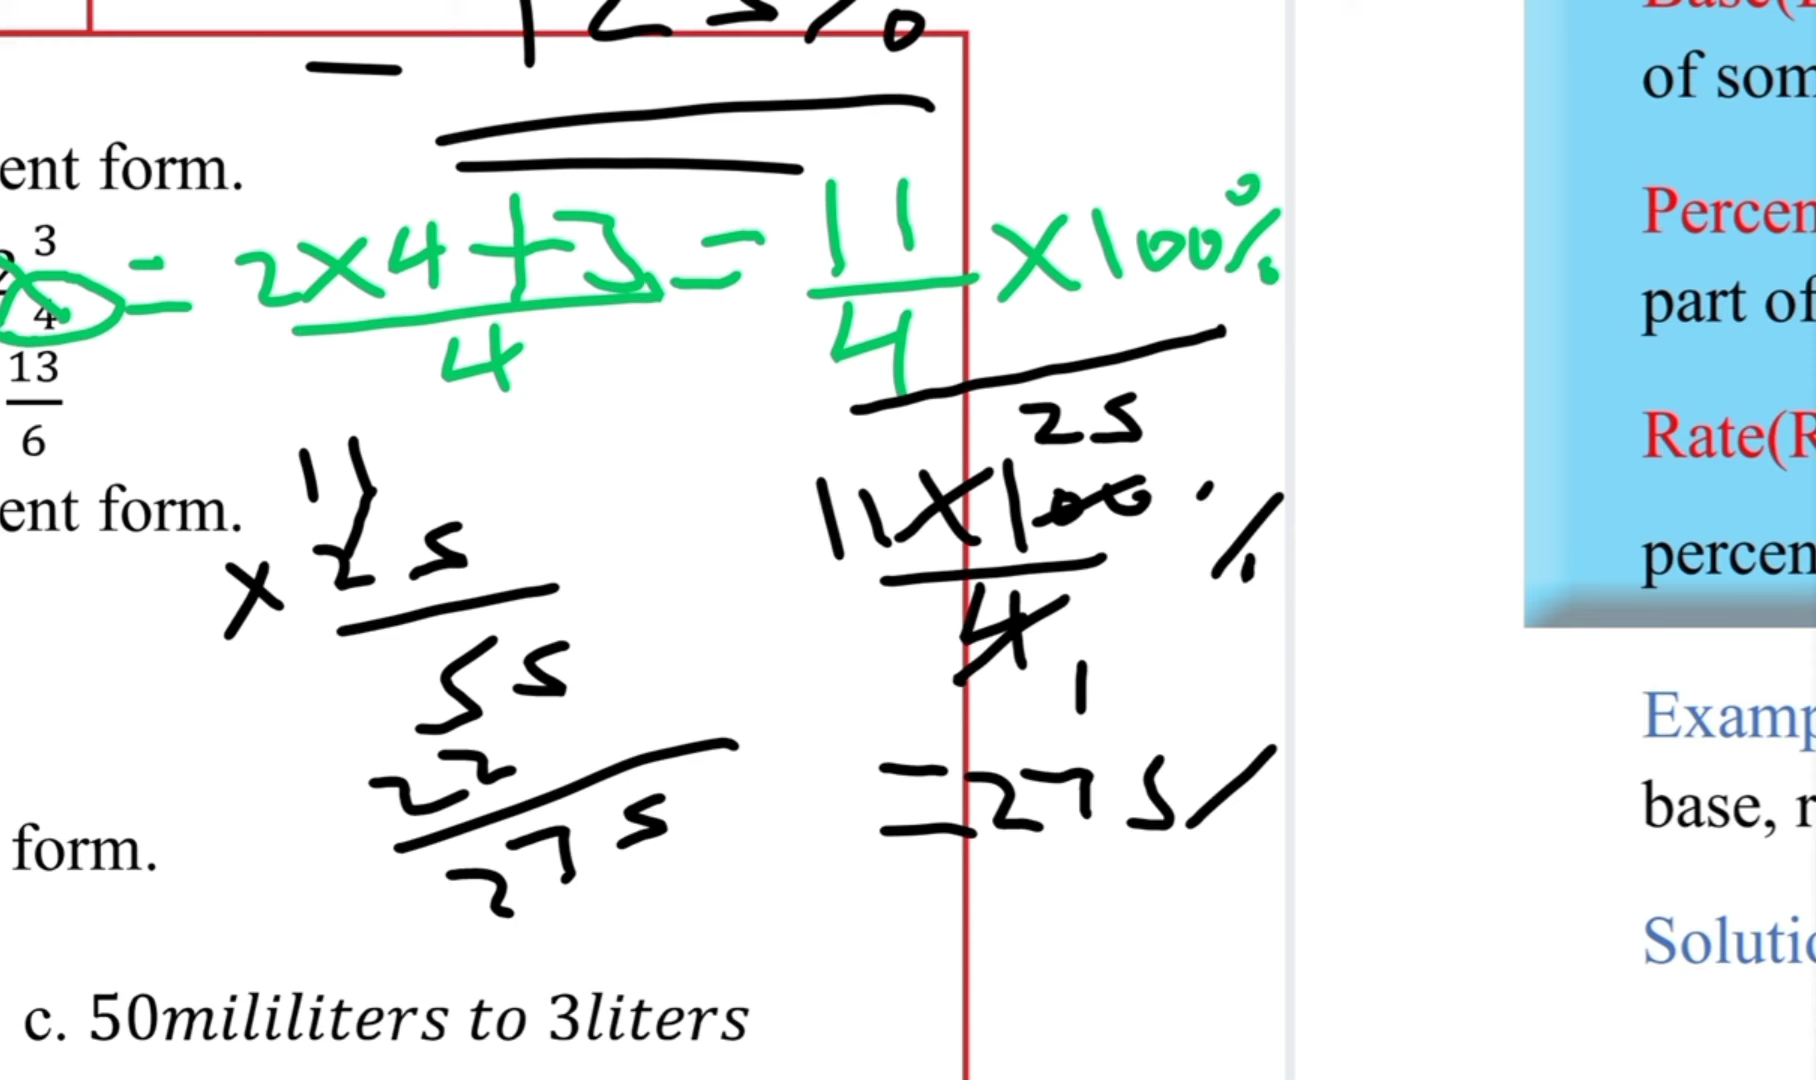 125%
ent form.
2 3/4 = (2×4+3)/4 = 11/4 ×100%
13/6
ent form.
11
× 25
55
22
275
25
11×100/4 %
1
= 275/
form.
c. 50mililiters to 3liters
of som
Percen
part of
Rate(R
percen
Examp
base, r
Solutio